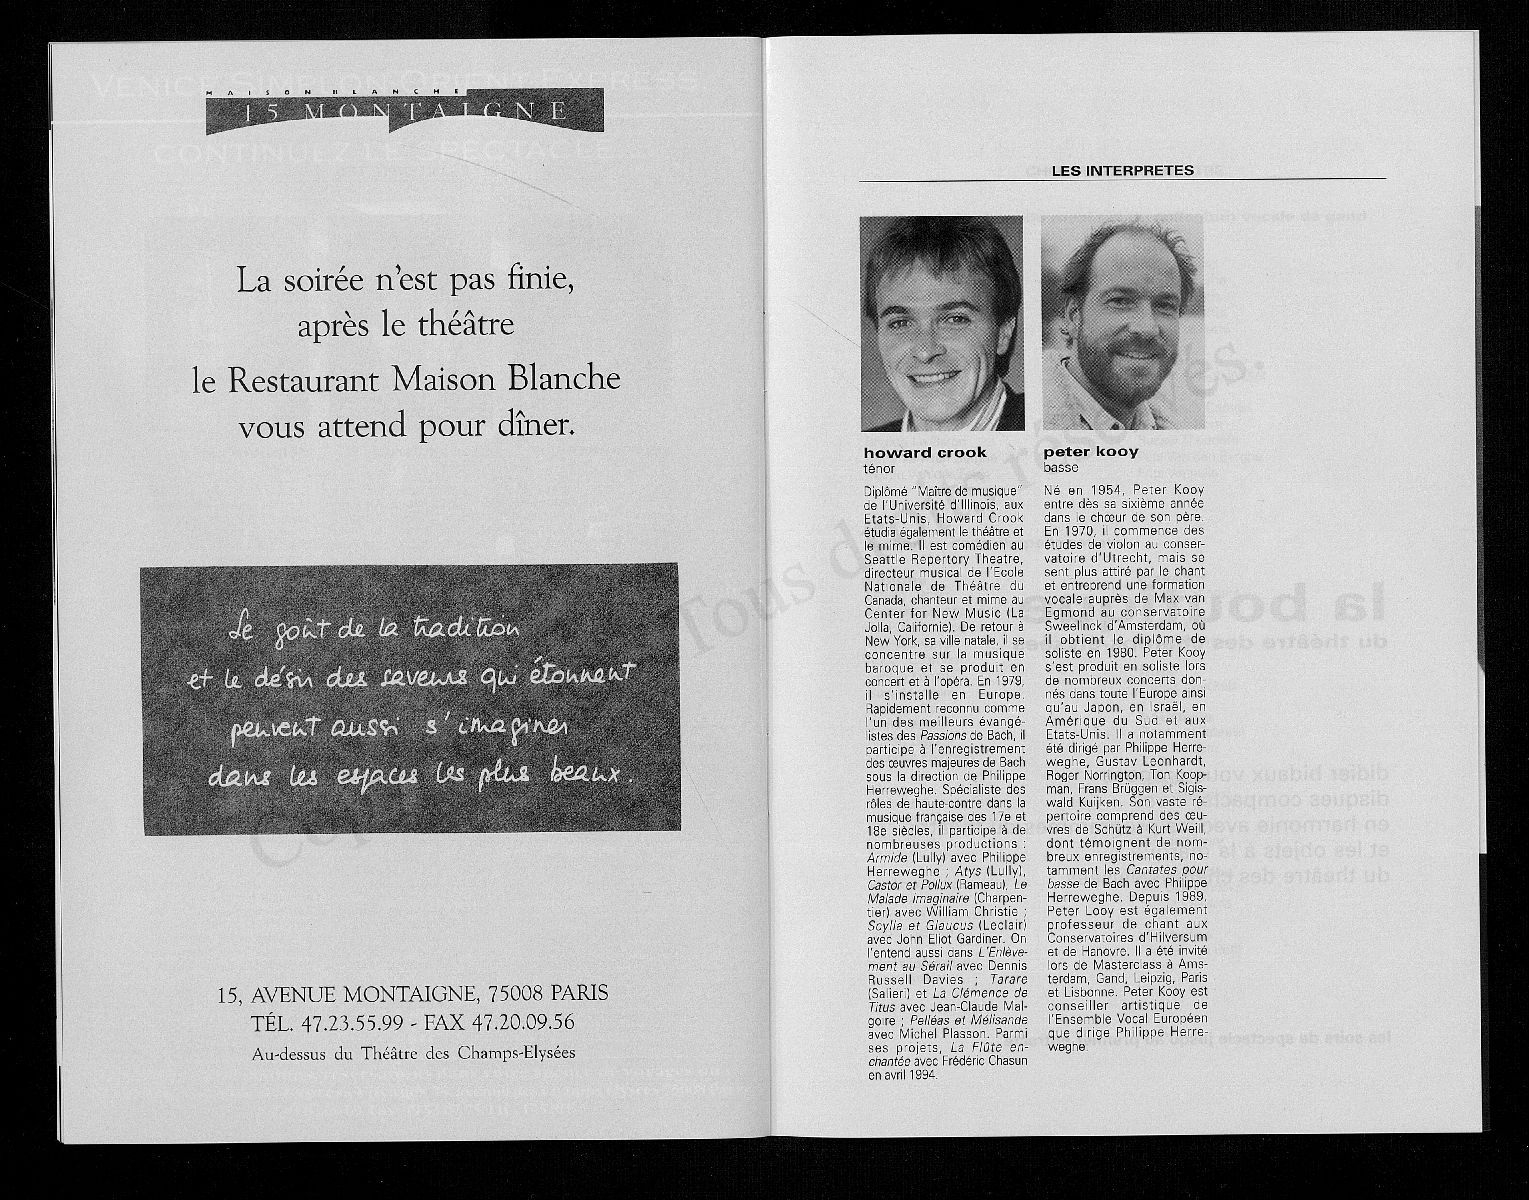 MAISON BLANCHE
15 MONTAIGNE
La soirée n'est pas finie,
après le théâtre
le Restaurant Maison Blanche
vous attend pour dîner.
Le goût de la tradition
et le désir des saveurs qui étonnent
peuvent aussi s'imaginer
dans les espaces les plus beaux.
15, AVENUE MONTAIGNE, 75008 PARIS
TÉL. 47.23.55.99 - FAX 47.20.09.56
Au-dessus du Théâtre des Champs-Elysées
LES INTERPRETES
howard crook
ténor
Diplômé "Maître de musique"
de l'Université d'Illinois, aux
Etats-Unis, Howard Crook
étudia également le théâtre et
le mime. Il est comédien au
Seattle Repertory Theatre,
directeur musical de l'Ecole
Nationale de Théâtre du
Canada, chanteur et mime au
Center for New Music (La
Jolla, Californie). De retour à
New York, sa ville natale, il se
concentre sur la musique
baroque et se produit en
concert et à l'opéra. En 1979,
il s'installe en Europe.
Rapidement reconnu comme
l'un des meilleurs évangé-
listes des Passions de Bach, il
participe à l'enregistrement
des œuvres majeures de Bach
sous la direction de Philippe
Herreweghe. Spécialiste des
rôles de haute-contre dans la
musique française des 17e et
18e siècles, il participe à de
nombreuses productions :
Armide (Lully) avec Philippe
Herreweghe ; Atys (Lully),
Castor et Pollux (Rameau), Le
Malade imaginaire (Charpen-
tier) avec William Christie ;
Scylla et Glaucus (Leclair)
avec John Eliot Gardiner. On
l'entend aussi dans L'Enlève-
ment au Sérail avec Dennis
Russell Davies ; Tarare
(Salieri) et La Clémence de
Titus avec Jean-Claude Mal-
goire ; Pelléas et Mélisande
avec Michel Plasson. Parmi
ses projets, La Flûte en-
chantée avec Frédéric Chasun
en avril 1994.
peter kooy
basse
Né en 1954, Peter Kooy
entre dès sa sixième année
dans le chœur de son père.
En 1970, il commence des
études de violon au conser-
vatoire d'Utrecht, mais se
sent plus attiré par le chant
et entreprend une formation
vocale auprès de Max van
Egmond au conservatoire
Sweelinck d'Amsterdam, où
il obtient le diplôme de
soliste en 1980. Peter Kooy
s'est produit en soliste lors
de nombreux concerts don-
nés dans toute l'Europe ainsi
qu'au Japon, en Israël, en
Amérique du Sud et aux
Etats-Unis. Il a notamment
été dirigé par Philippe Herre-
weghe, Gustav Leonhardt,
Roger Norrington, Ton Koop-
man, Frans Brüggen et Sigis-
wald Kuijken. Son vaste ré-
pertoire comprend des œu-
vres de Schütz à Kurt Weill,
dont témoignent de nom-
breux enregistrements, no-
tamment les Cantates pour
basse de Bach avec Philippe
Herreweghe. Depuis 1989,
Peter Looy est également
professeur de chant aux
Conservatoires d'Hilversum
et de Hanovre. Il a été invité
lors de Masterclass à Ams-
terdam, Gand, Leipzig, Paris
et Lisbonne. Peter Kooy est
conseiller artistique de
l'Ensemble Vocal Européen
que dirige Philippe Herre-
weghe.